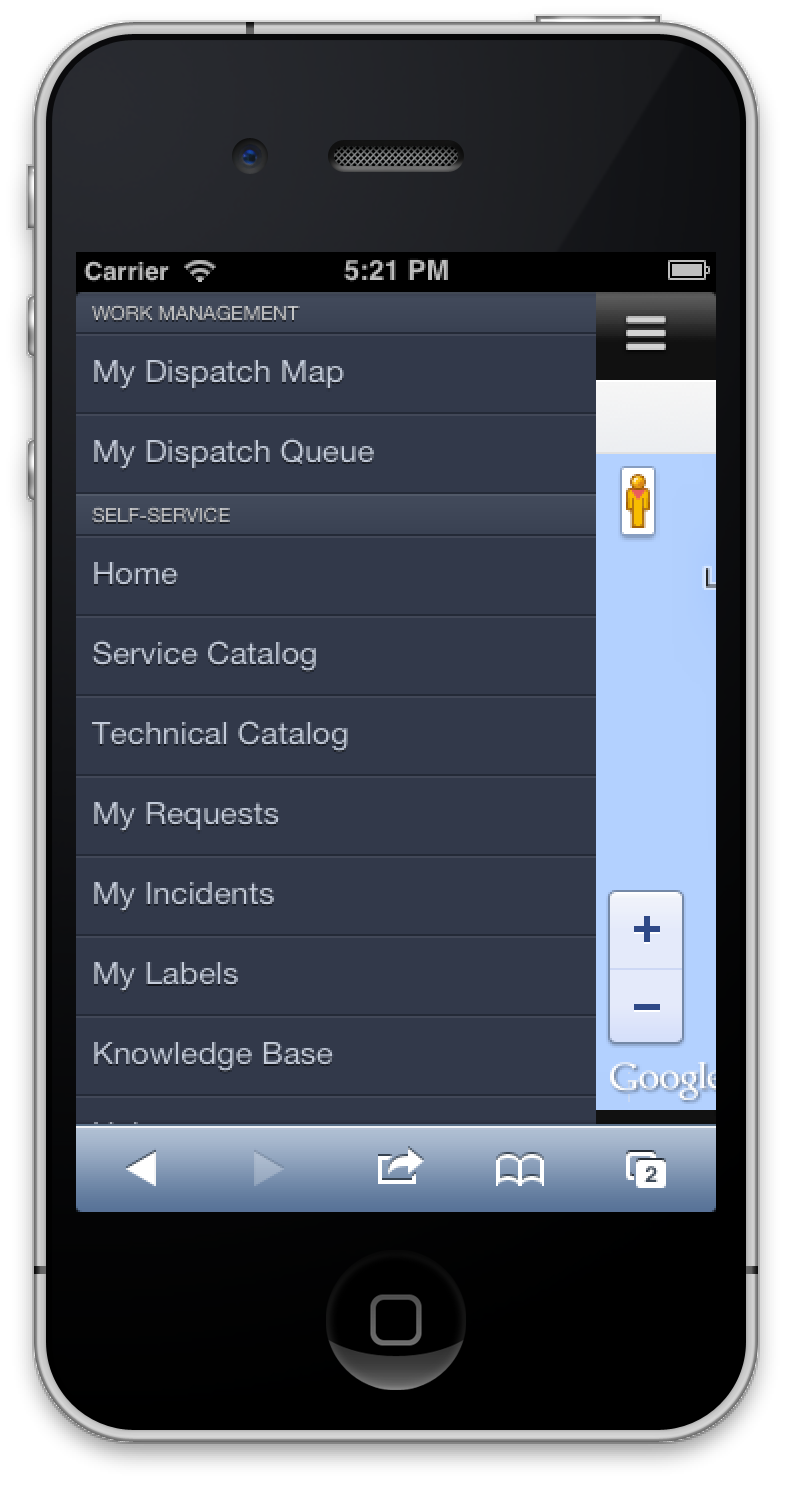 Carrier 5:21 PM
WORK MANAGEMENT
My Dispatch Map
My Dispatch Queue
SELF-SERVICE
Home
Service Catalog
Technical Catalog
My Requests
My Incidents
My Labels
Knowledge Base
L
+
−
Google
2